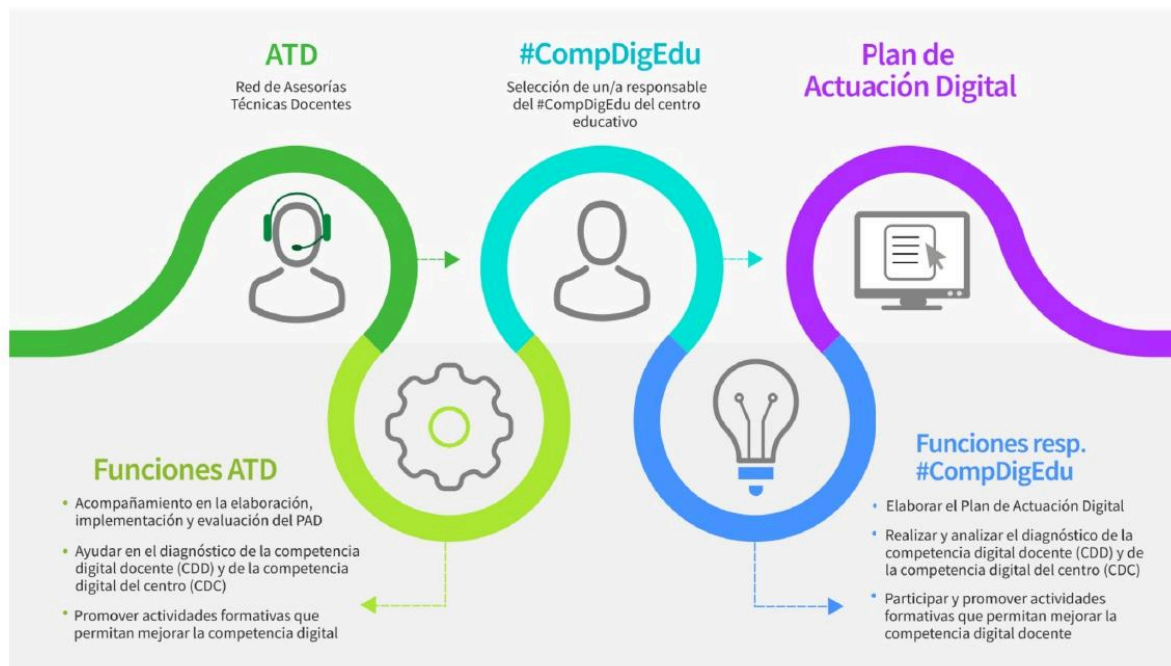 ATD
Red de Asesorías
Técnicas Docentes
#CompDigEdu
Selección de un/a responsable
del #CompDigEdu del centro
educativo
Plan de
Actuación Digital
Funciones ATD
• Acompañamiento en la elaboración,
implementación y evaluación del PAD
• Ayudar en el diagnóstico de la competencia
digital docente (CDD) y de la competencia
digital del centro (CDC)
• Promover actividades formativas que
permitan mejorar la competencia digital
Funciones resp.
#CompDigEdu
• Elaborar el Plan de Actuación Digital
• Realizar y analizar el diagnóstico de la
competencia digital docente (CDD) y de
la competencia digital del centro (CDC)
• Participar y promover actividades
formativas que permitan mejorar la
competencia digital docente